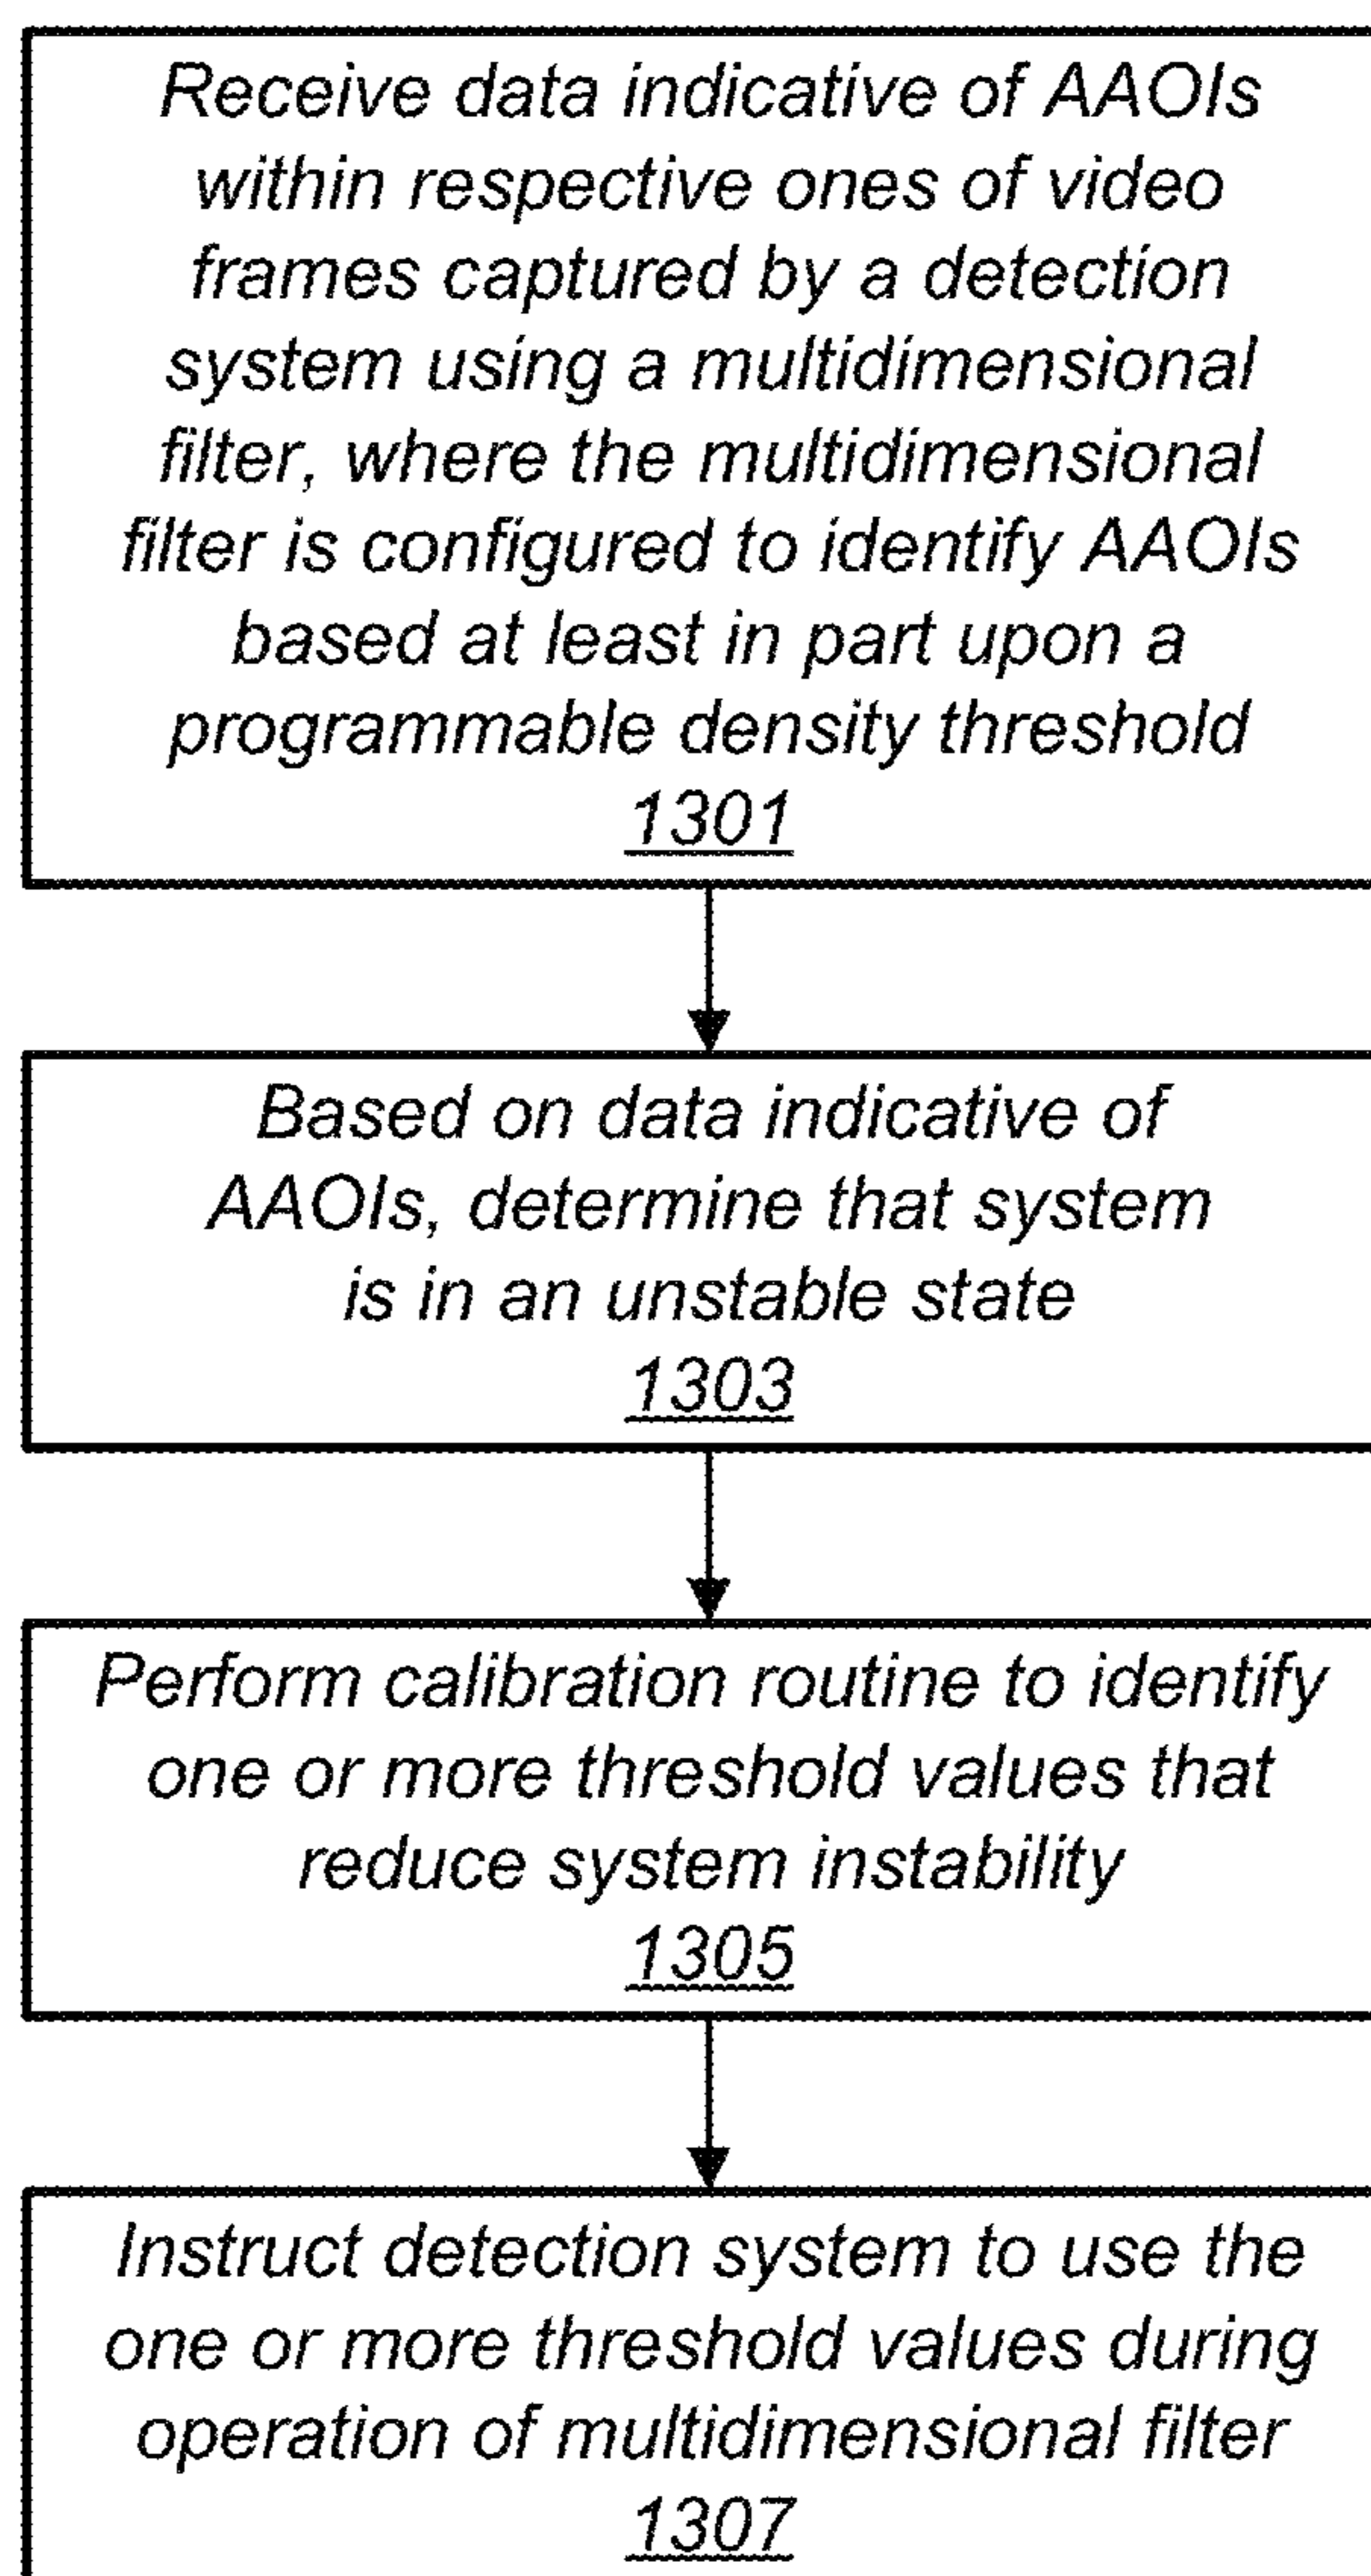 Receive data indicative of AAOIs
within respective ones of video
frames captured by a detection
system using a multidimensional
filter, where the multidimensional
filter is configured to identify AAOIs
based at least in part upon a
programmable density threshold
1301
Based on data indicative of
AAOIs, determine that system
is in an unstable state
1303
Perform calibration routine to identify
one or more threshold values that
reduce system instability
1305
Instruct detection system to use the
one or more threshold values during
operation of multidimensional filter
1307